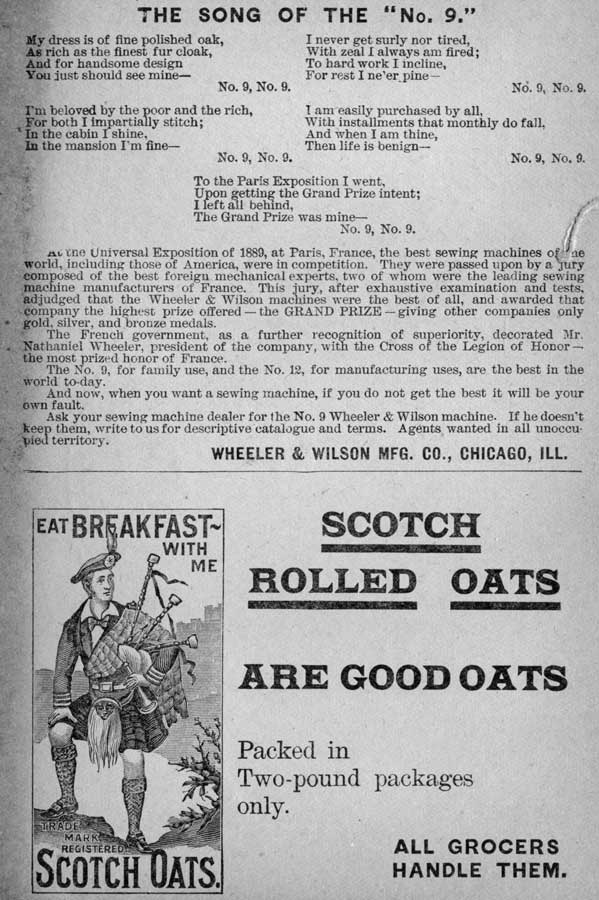 THE SONG OF THE "No. 9."
My dress is of fine polished oak,
As rich as the finest fur cloak,
And for handsome design
You just should see mine—
No. 9, No. 9.
I'm beloved by the poor and the rich,
For both I impartially stitch;
In the cabin I shine,
In the mansion I'm fine—
No. 9, No. 9.
I never get surly nor tired,
With zeal I always am fired;
To hard work I incline,
For rest I ne'er pine—
No. 9, No. 9.
I am easily purchased by all,
With installments that monthly do fall,
And when I am thine,
Then life is benign—
No. 9, No. 9.
To the Paris Exposition I went,
Upon getting the Grand Prize intent;
I left all behind,
The Grand Prize was mine—
No. 9, No. 9.
At the Universal Exposition of 1889, at Paris, France, the best sewing machines of the
world, including those of America, were in competition. They were passed upon by a jury
composed of the best foreign mechanical experts, two of whom were the leading sewing
machine manufacturers of France. This jury, after exhaustive examination and tests,
adjudged that the Wheeler & Wilson machines were the best of all, and awarded that
company the highest prize offered—the GRAND PRIZE—giving other companies only
gold, silver, and bronze medals.
The French government, as a further recognition of superiority, decorated Mr.
Nathaniel Wheeler, president of the company, with the Cross of the Legion of Honor—
the most prized honor of France.
The No. 9, for family use, and the No. 12, for manufacturing uses, are the best in the
world to-day.
And now, when you want a sewing machine, if you do not get the best it will be your
own fault.
Ask your sewing machine dealer for the No. 9 Wheeler & Wilson machine. If he doesn't
keep them, write to us for descriptive catalogue and terms. Agents wanted in all unoccu-
pied territory.
WHEELER & WILSON MFG. CO., CHICAGO, ILL.
EAT BREAKFAST~
WITH
ME
TRADE
MARK
REGISTERED
SCOTCH OATS.
SCOTCH
ROLLED OATS
ARE GOOD OATS
Packed in
Two-pound packages
only.
ALL GROCERS
HANDLE THEM.